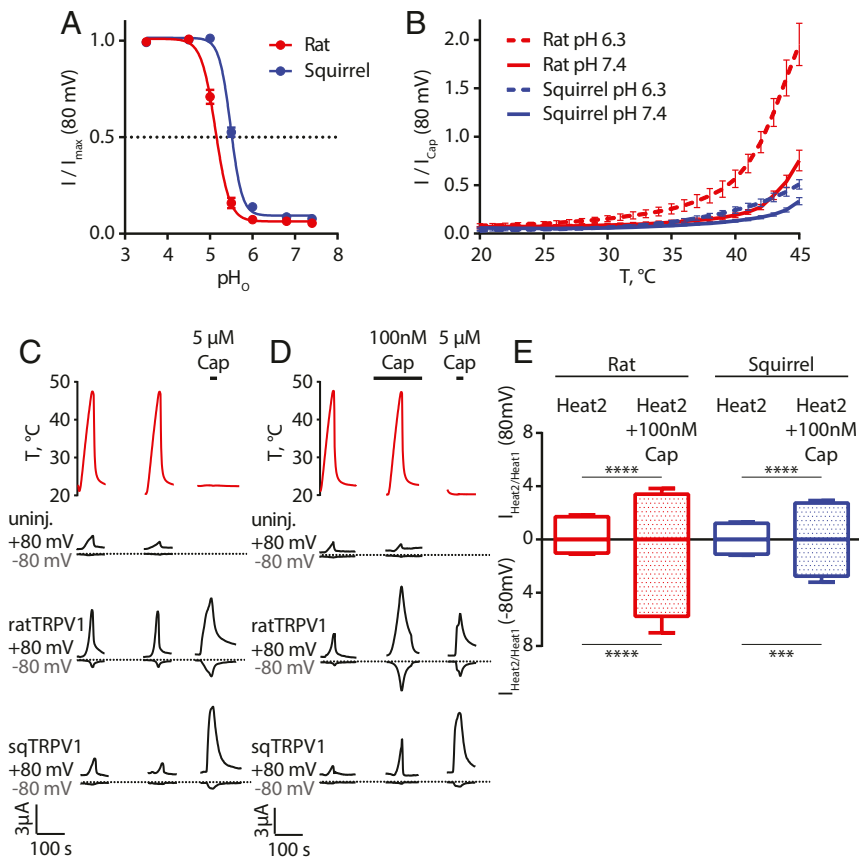 A
I / Imax (80 mV)
1.0
0.5
0.0
3 4 5 6 7 8
pHO
Rat
Squirrel
B
I / ICap (80 mV)
2.0
1.5
1.0
0.5
0.0
20 25 30 35 40 45
T, °C
Rat pH 6.3
Rat pH 7.4
Squirrel pH 6.3
Squirrel pH 7.4
C
5 µM
Cap
T, °C
50
40
30
20
uninj.
+80 mV
-80 mV
ratTRPV1
+80 mV
-80 mV
sqTRPV1
+80 mV
-80 mV
3µA
100 s
D
100nM
Cap
5 µM
Cap
T, °C
50
40
30
20
uninj.
+80 mV
-80 mV
ratTRPV1
+80 mV
-80 mV
sqTRPV1
+80 mV
-80 mV
3µA
100 s
E
Rat
Squirrel
Heat2
Heat2
+100nM
Cap
Heat2
Heat2
+100nM
Cap
IHeat2/Heat1 (80mV)
IHeat2/Heat1 (-80mV)
8
4
0
4
8
****
****
****
***